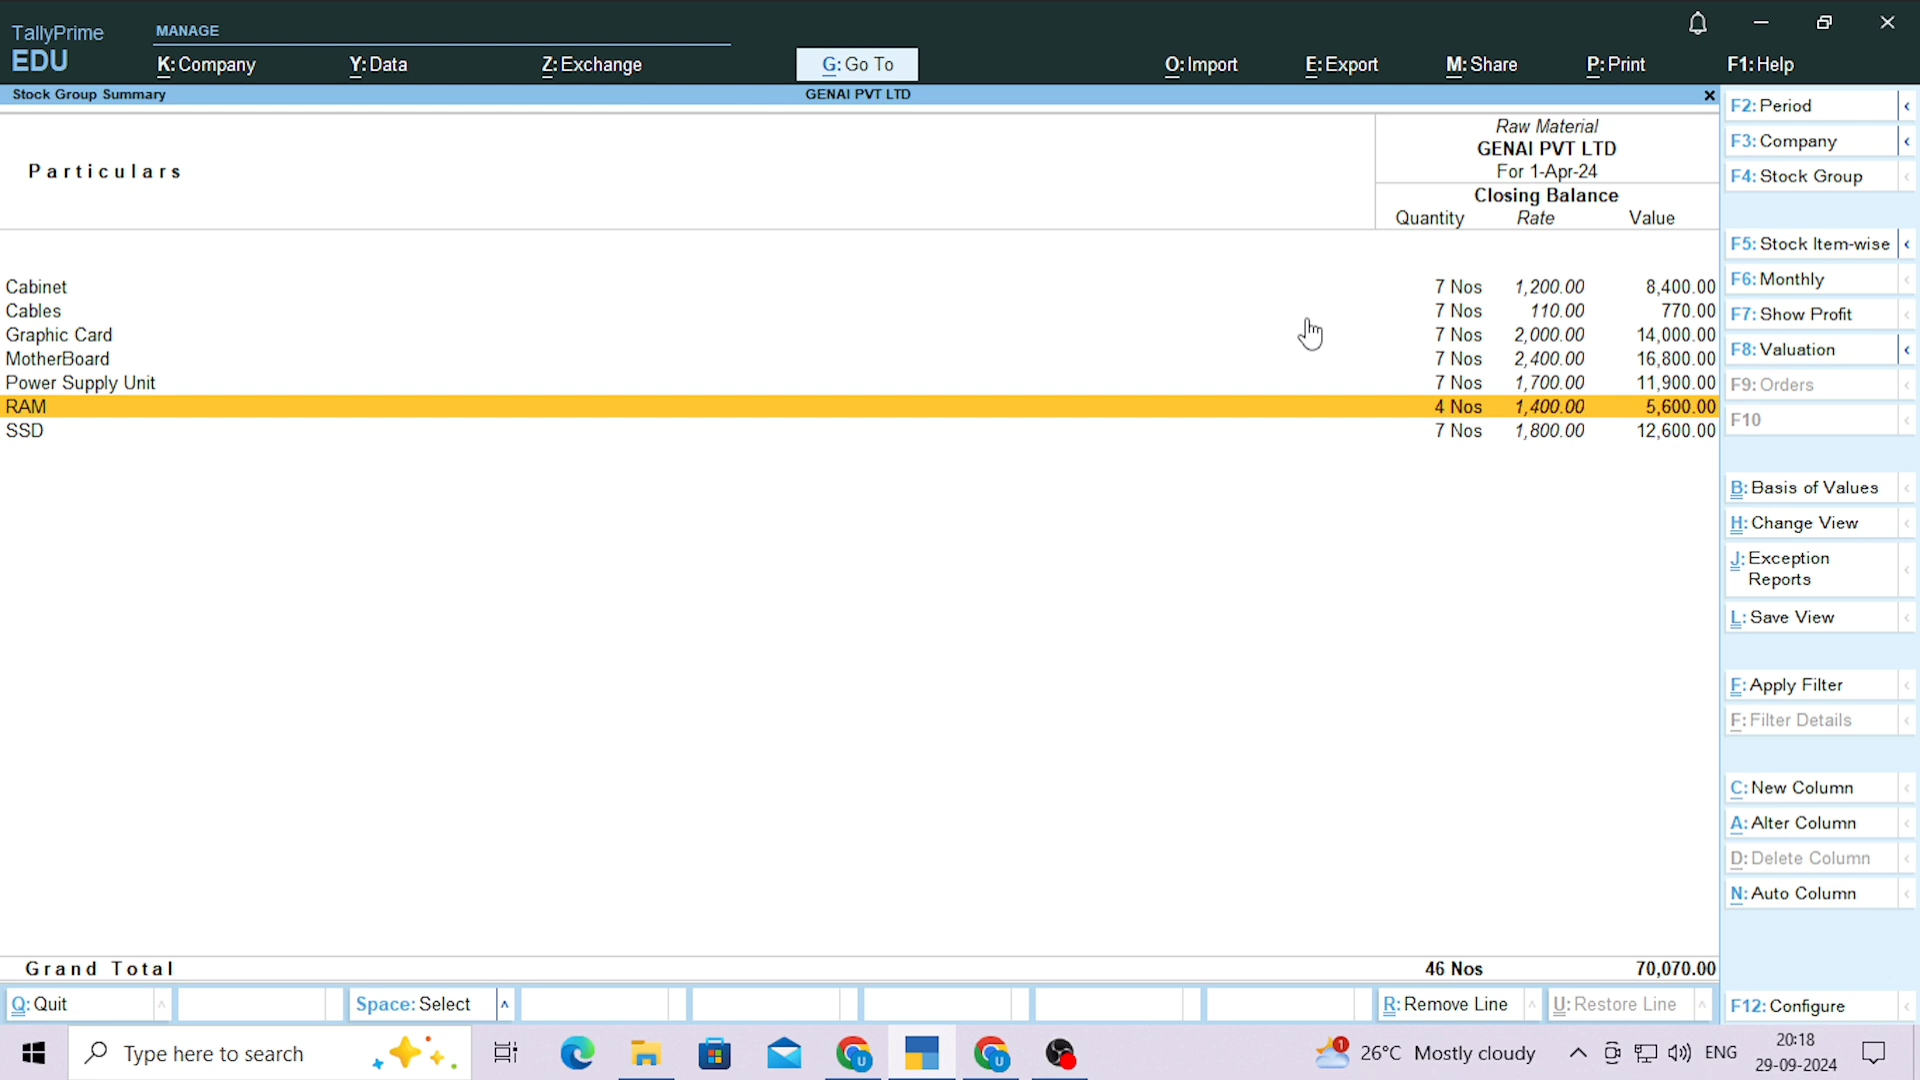 TallyPrime
EDU
MANAGE
K: Company Y: Data Z: Exchange G: Go To O: Import E: Export M: Share P: Print F1: Help
Stock Group Summary GENAI PVT LTD
Particulars
Raw Material
GENAI PVT LTD
For 1-Apr-24
Closing Balance
Quantity Rate Value
Cabinet 7 Nos 1,200.00 8,400.00
Cables 7 Nos 110.00 770.00
Graphic Card 7 Nos 2,000.00 14,000.00
MotherBoard 7 Nos 2,400.00 16,800.00
Power Supply Unit 7 Nos 1,700.00 11,900.00
RAM 4 Nos 1,400.00 5,600.00
SSD 7 Nos 1,800.00 12,600.00
Grand Total 46 Nos 70,070.00
F2: Period
F3: Company
F4: Stock Group
F5: Stock Item-wise
F6: Monthly
F7: Show Profit
F8: Valuation
F9: Orders
F10
B: Basis of Values
H: Change View
J: Exception
Reports
L: Save View
F: Apply Filter
F: Filter Details
C: New Column
A: Alter Column
D: Delete Column
N: Auto Column
Q: Quit Space: Select R: Remove Line U: Restore Line F12: Configure
Type here to search 1 26°C Mostly cloudy ENG
20:18
29-09-2024